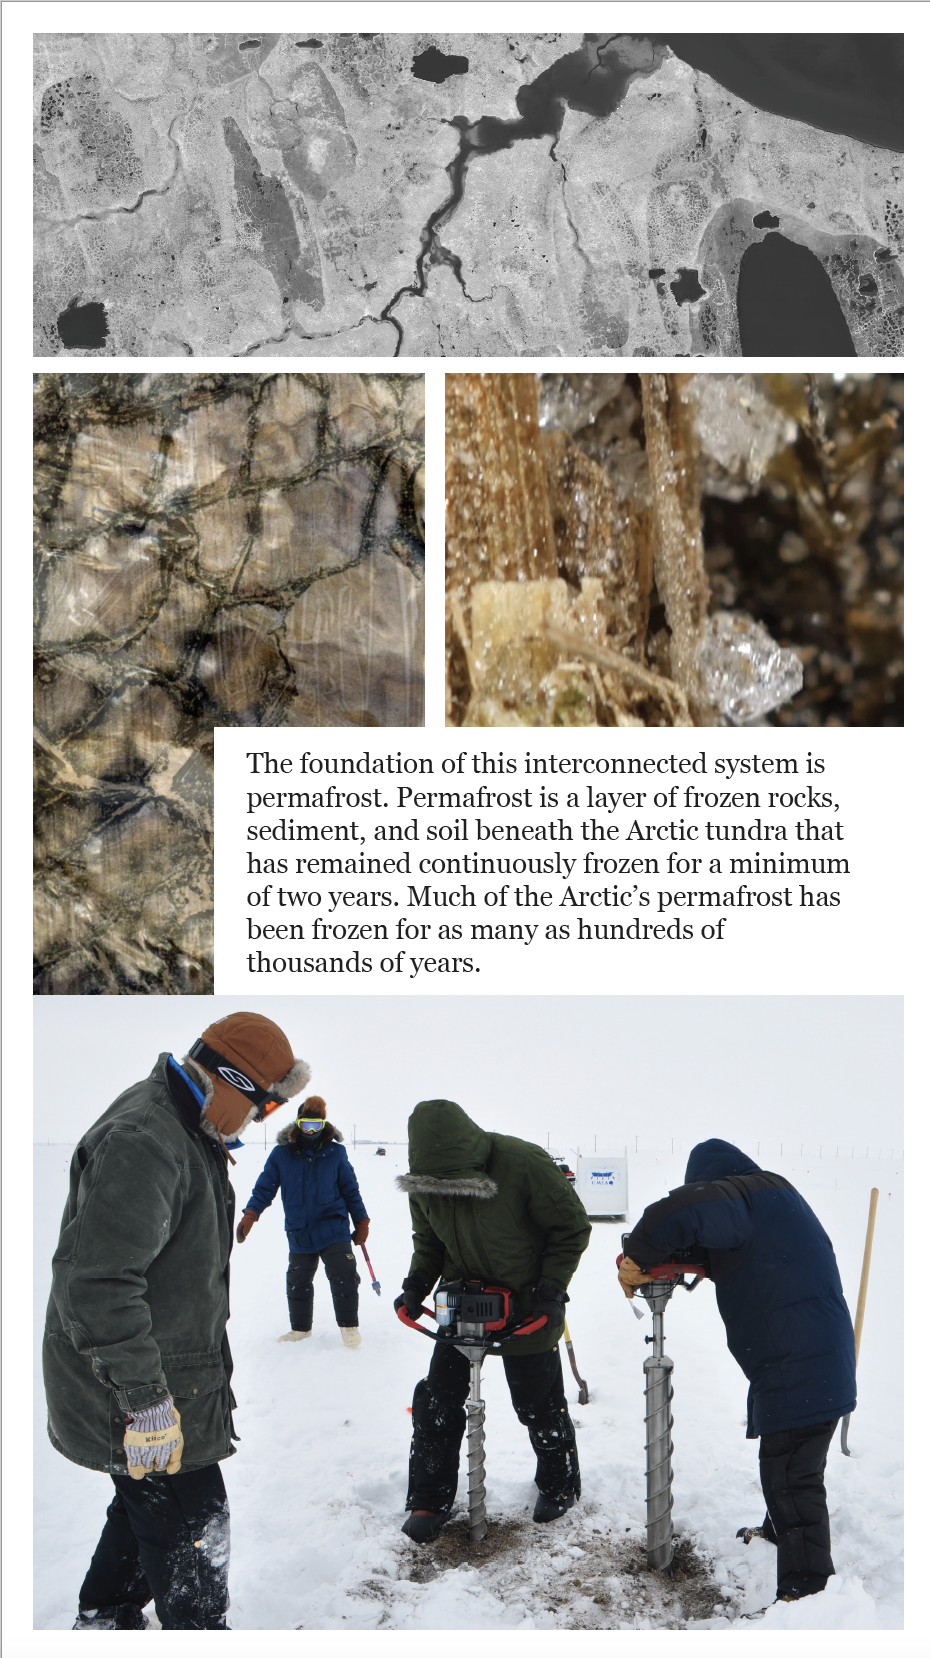 The foundation of this interconnected system is
permafrost. Permafrost is a layer of frozen rocks,
sediment, and soil beneath the Arctic tundra that
has remained continuously frozen for a minimum
of two years. Much of the Arctic’s permafrost has
been frozen for as many as hundreds of
thousands of years.
UMIAQ
Kinco